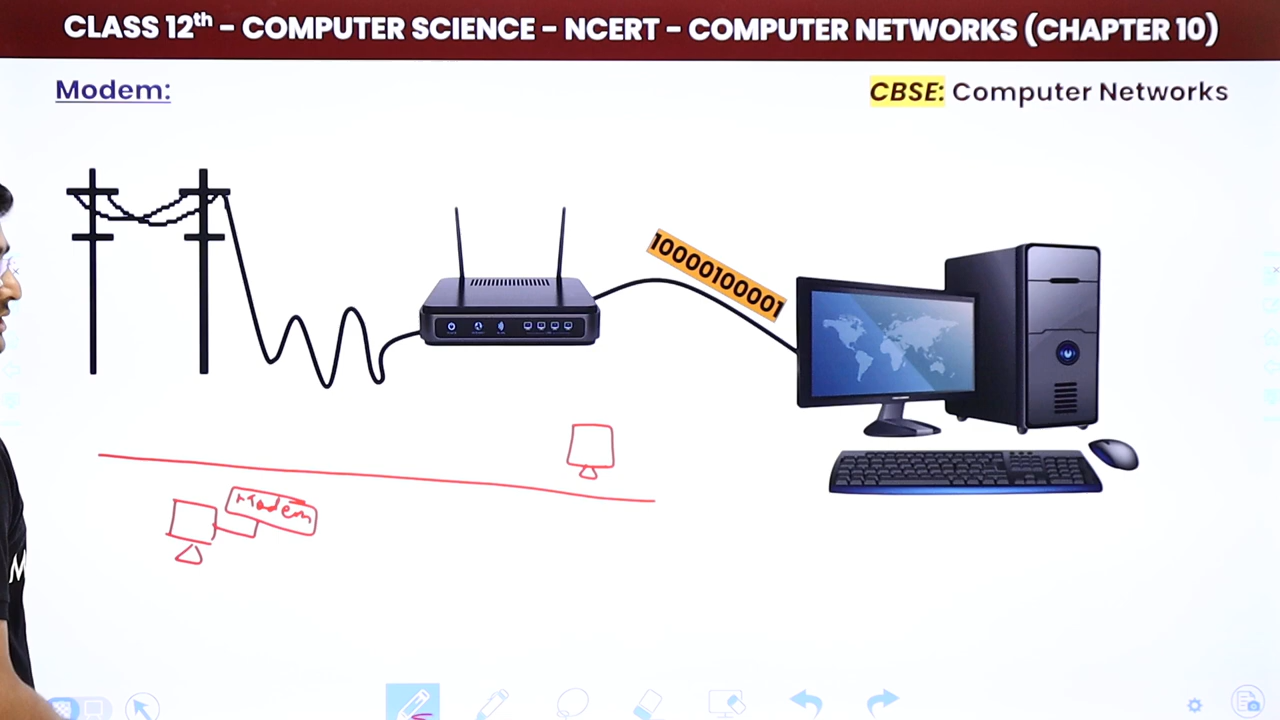 CLASS 12th – COMPUTER SCIENCE – NCERT – COMPUTER NETWORKS (CHAPTER 10)
Modem:
CBSE: Computer Networks
10000100001
Modem